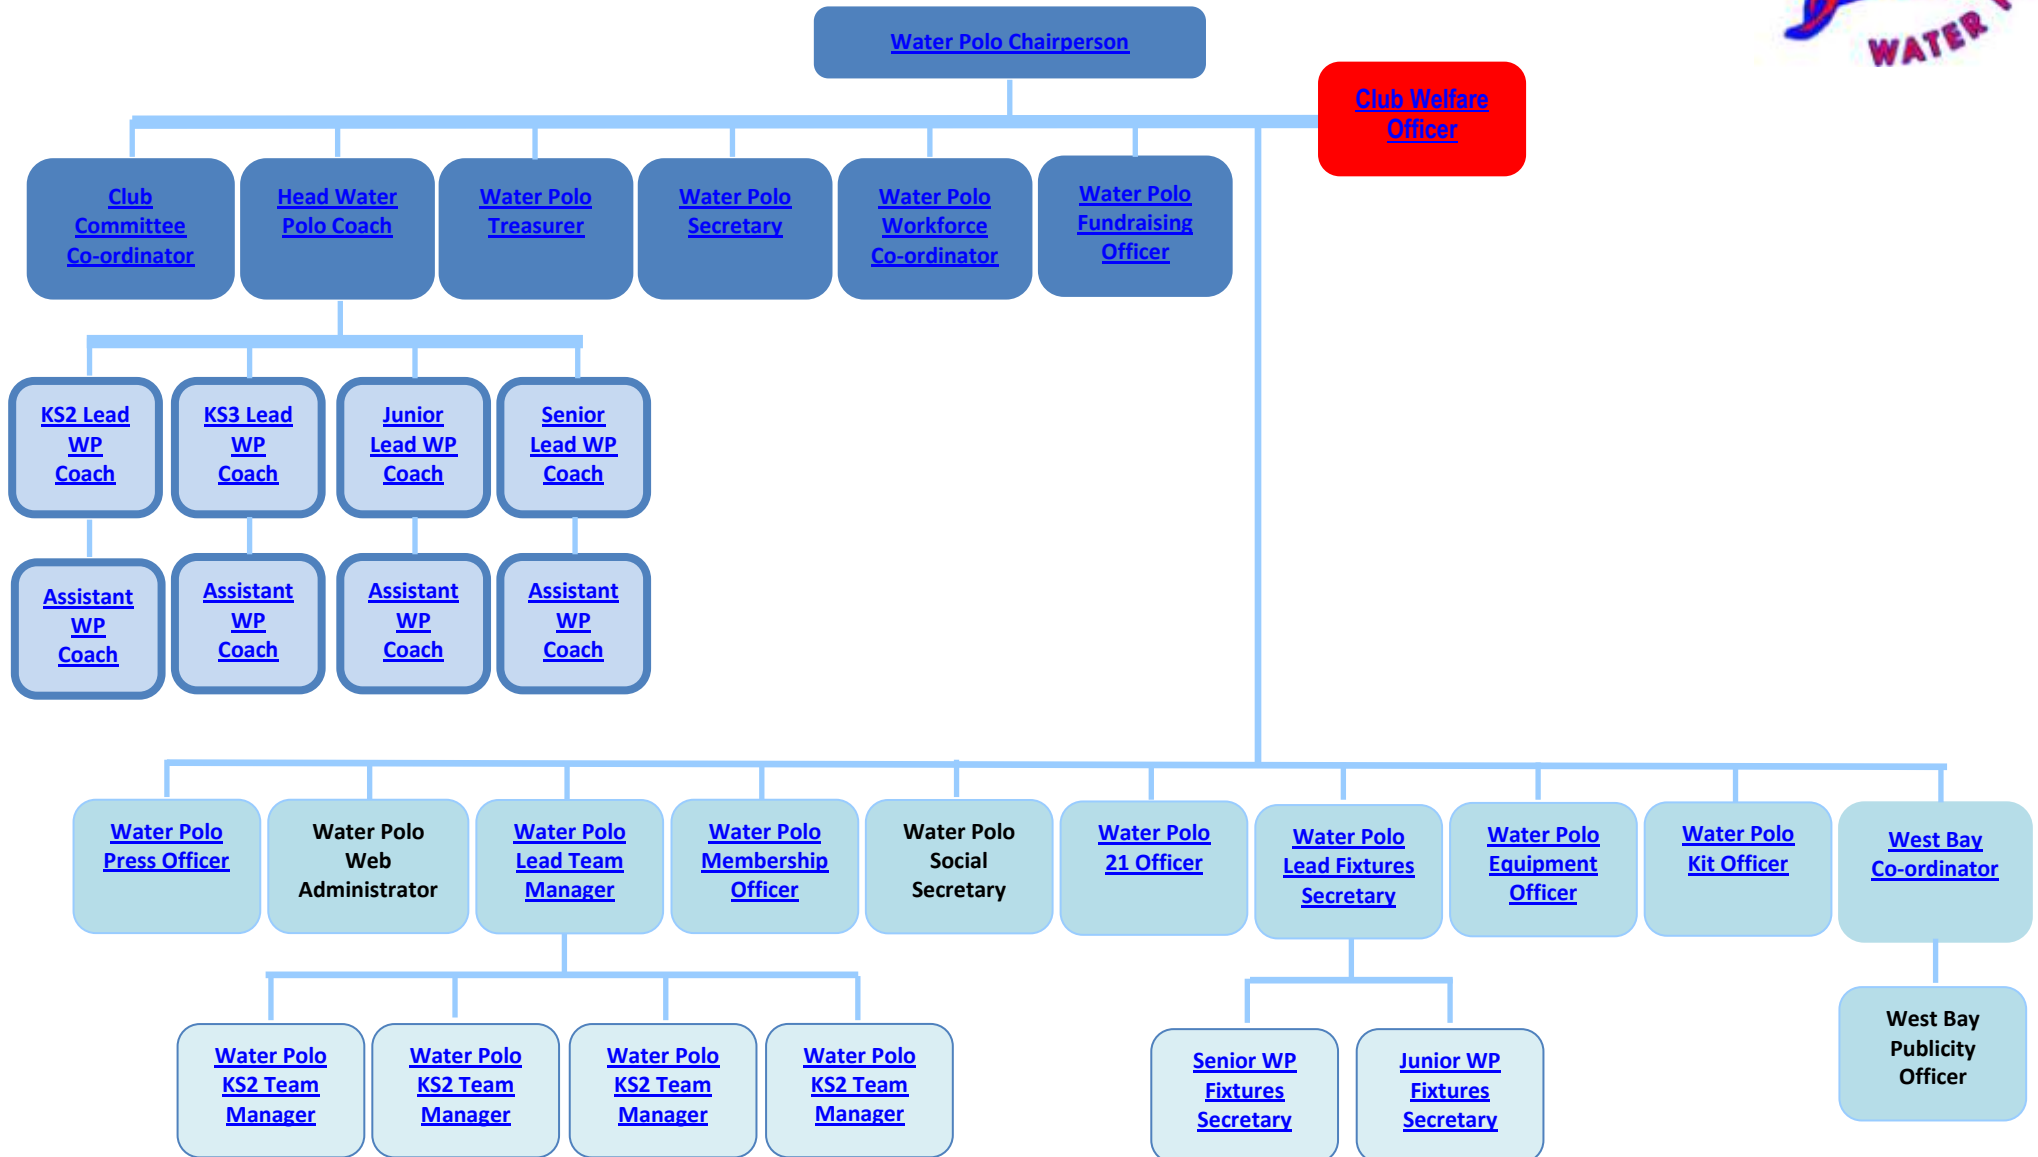 WATER
Water Polo Chairperson
Club Welfare
Officer
Club
Committee
Co-ordinator
Head Water
Polo Coach
Water Polo
Treasurer
Water Polo
Secretary
Water Polo
Workforce
Co-ordinator
Water Polo
Fundraising
Officer
KS2 Lead
WP
Coach
KS3 Lead
WP
Coach
Junior
Lead WP
Coach
Senior
Lead WP
Coach
Assistant
WP
Coach
Assistant
WP
Coach
Assistant
WP
Coach
Assistant
WP
Coach
Water Polo
Press Officer
Water Polo
Web
Administrator
Water Polo
Lead Team
Manager
Water Polo
Membership
Officer
Water Polo
Social
Secretary
Water Polo
21 Officer
Water Polo
Lead Fixtures
Secretary
Water Polo
Equipment
Officer
Water Polo
Kit Officer
West Bay
Co-ordinator
Water Polo
KS2 Team
Manager
Water Polo
KS2 Team
Manager
Water Polo
KS2 Team
Manager
Water Polo
KS2 Team
Manager
Senior WP
Fixtures
Secretary
Junior WP
Fixtures
Secretary
West Bay
Publicity
Officer